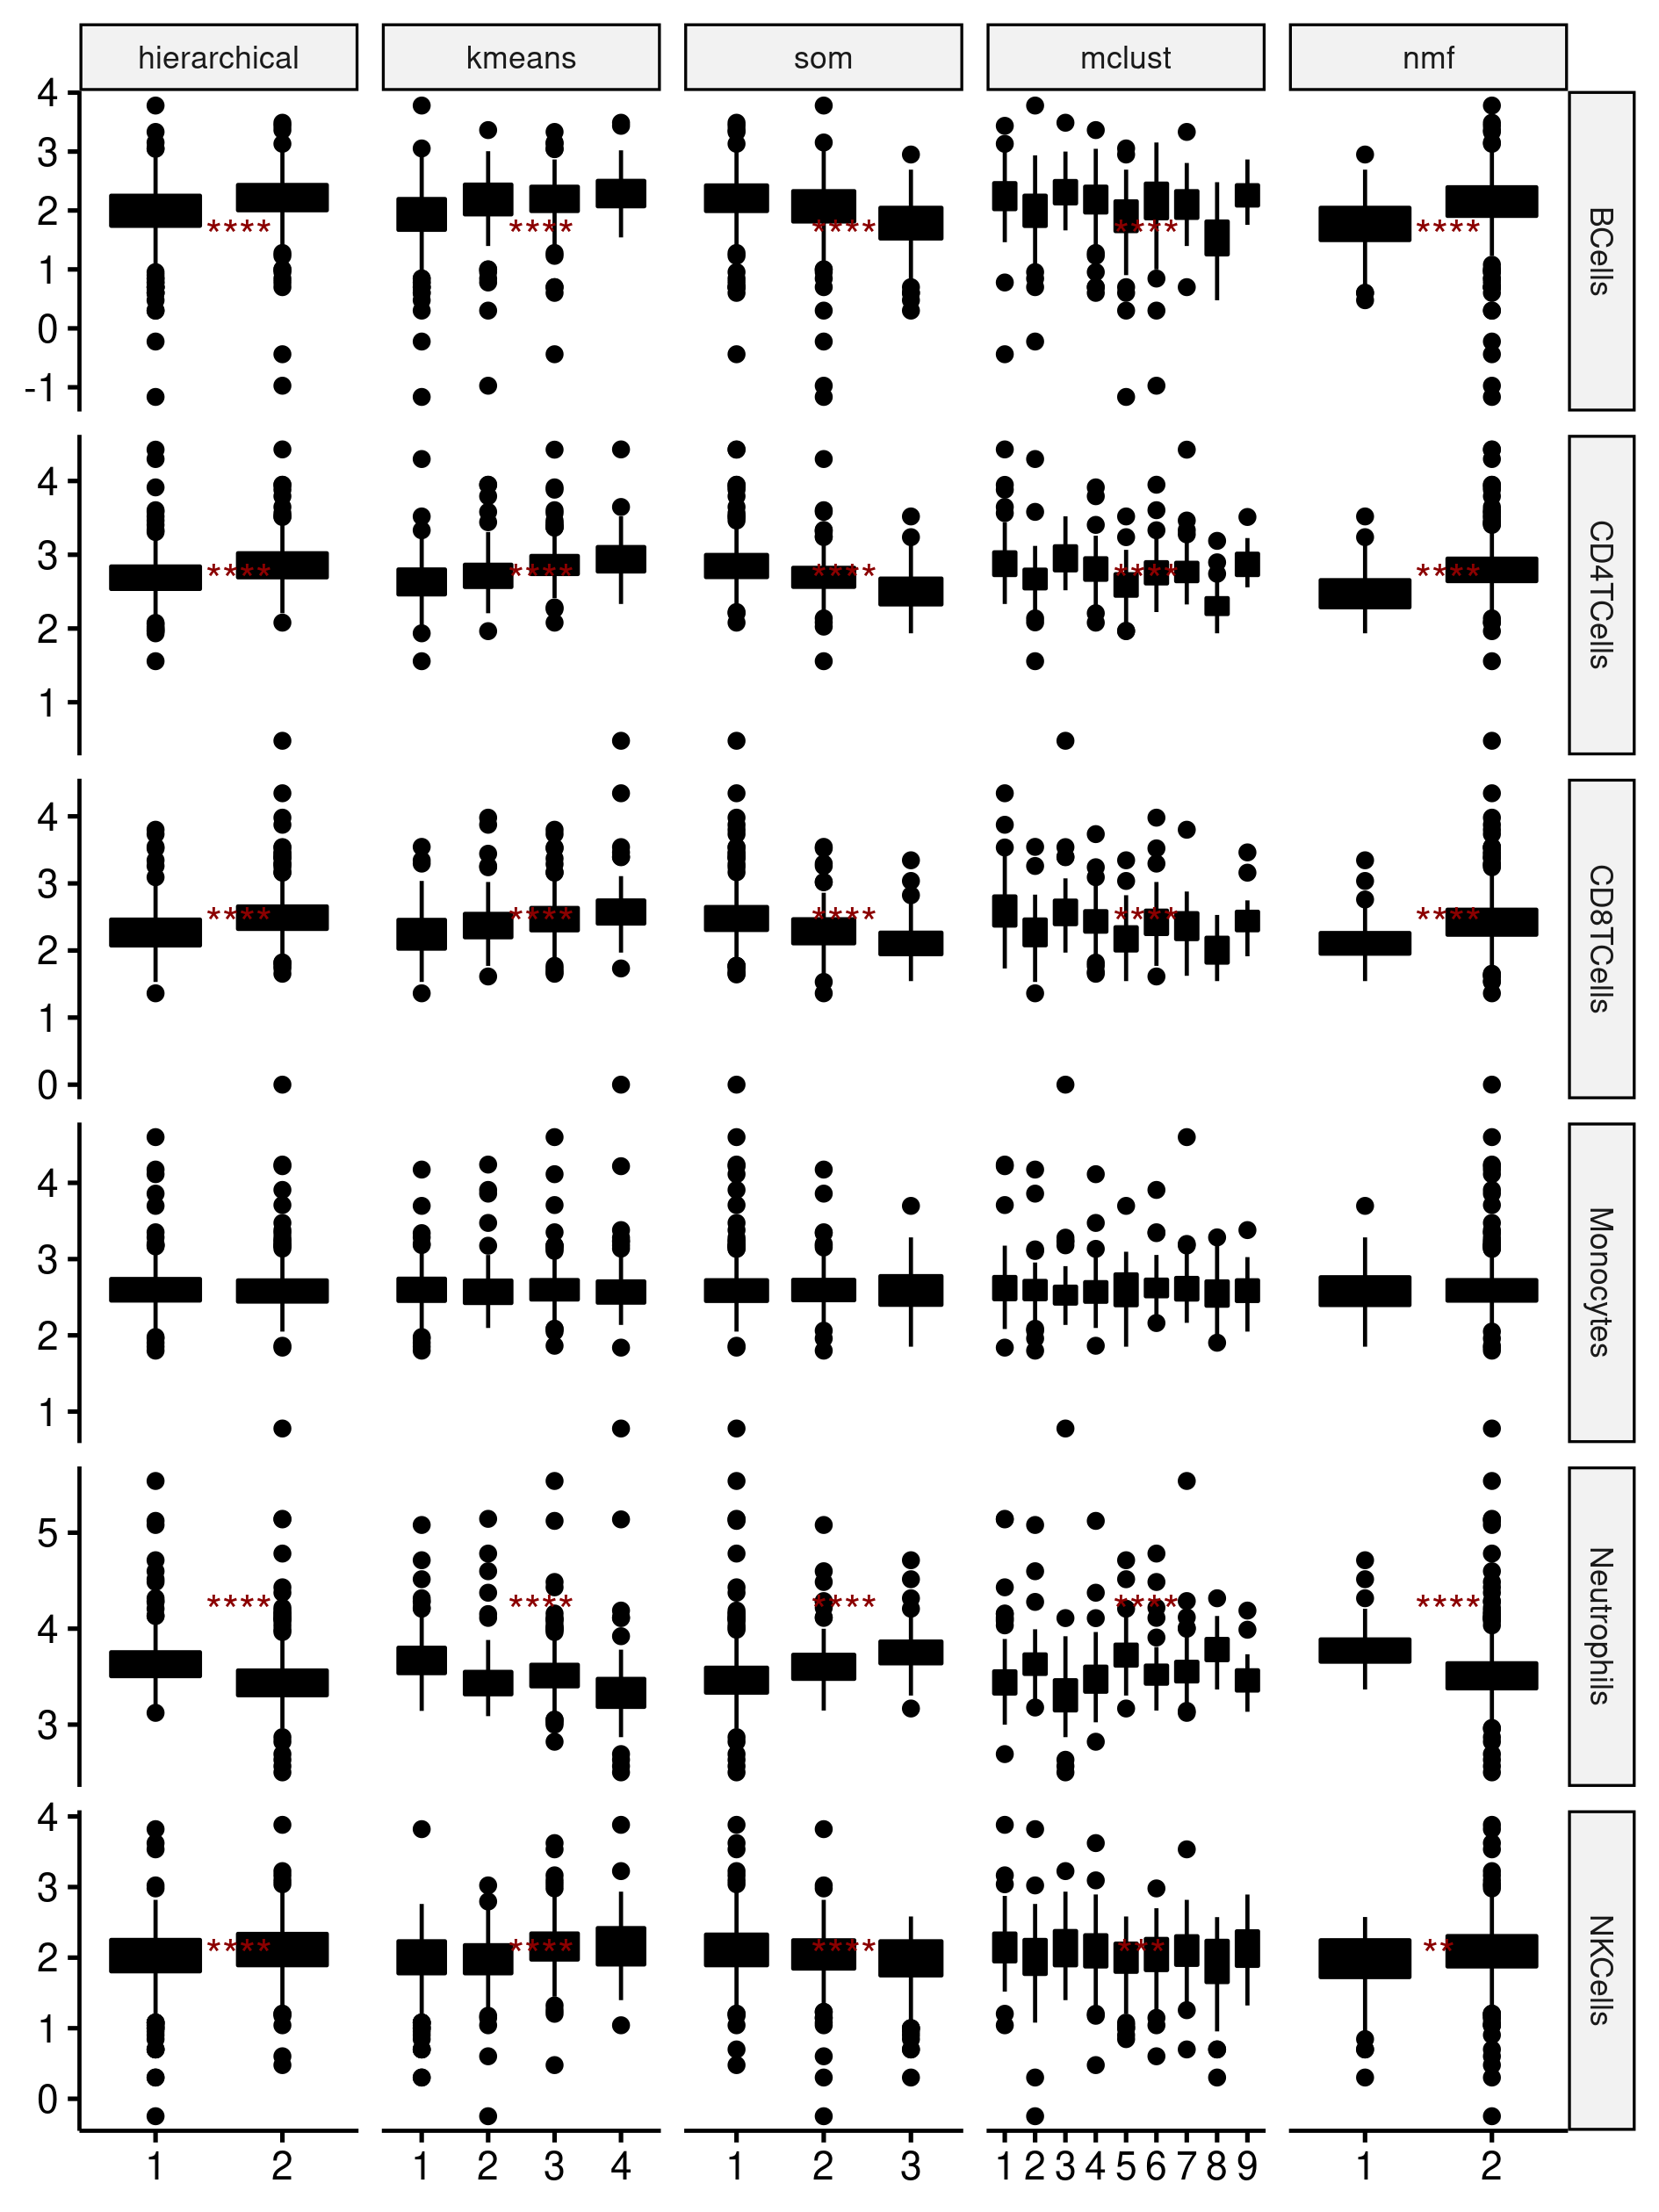 hierarchical kmeans som mclust nmf
4
3
2
1
0
-1
**** **** **** **** ****
BCells
4
3
2
1
**** **** **** **** ****
CD4TCells
4
3
2
1
0
**** **** **** **** ****
CD8TCells
4
3
2
1
Monocytes
5
4
3
**** **** **** **** ****
Neutrophils
4
3
2
1
0
**** **** **** *** **
NKCells
1 2 1 2 3 4 1 2 3 1 2 3 4 5 6 7 8 9 1 2